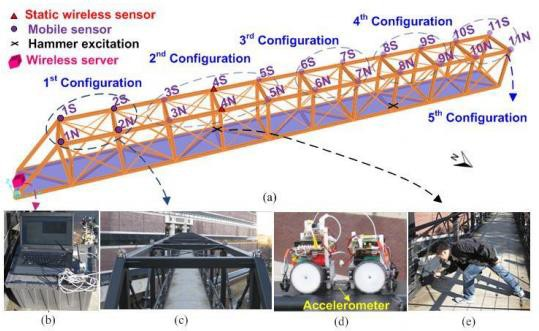 Static wireless sensor
Mobile sensor
Hammer excitation
Wireless server
1st Configuration
2nd Configuration
3rd Configuration
4th Configuration
5th Configuration
1S
2S
3S
4S
5S
6S
7S
8S
9S
10S
11S
1N
2N
3N
4N
5N
6N
7N
8N
9N
10N
11N
N
(a)
Accelerometer
(b)
(c)
(d)
(e)